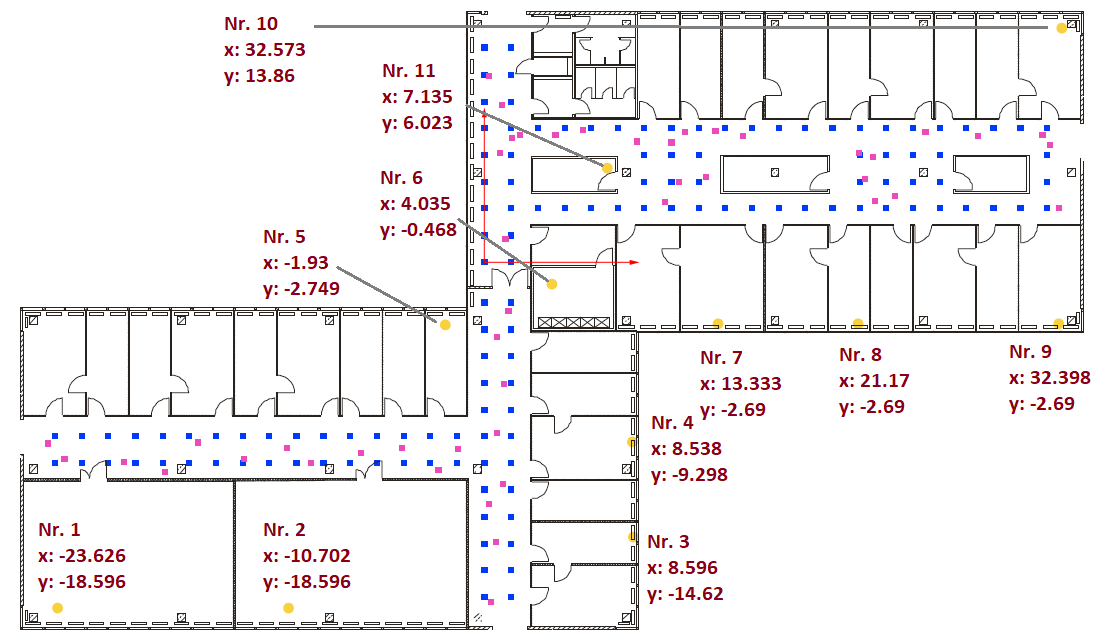 Nr. 10
x: 32.573
y: 13.86
Nr. 11
x: 7.135
y: 6.023
Nr. 6
x: 4.035
y: -0.468
Nr. 5
x: -1.93
y: -2.749
Nr. 7
x: 13.333
y: -2.69
Nr. 8
x: 21.17
y: -2.69
Nr. 9
x: 32.398
y: -2.69
Nr. 4
x: 8.538
y: -9.298
Nr. 1
x: -23.626
y: -18.596
Nr. 2
x: -10.702
y: -18.596
Nr. 3
x: 8.596
y: -14.62